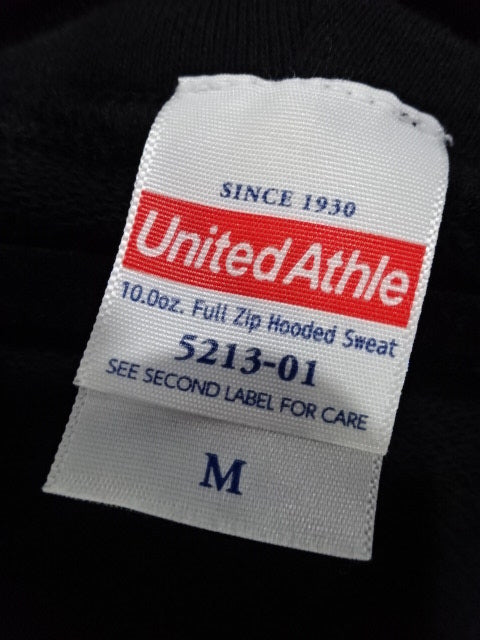 SINCE 1930
United Athle
10.0oz. Full Zip Hooded Sweat
5213-01
SEE SECOND LABEL FOR CARE
M